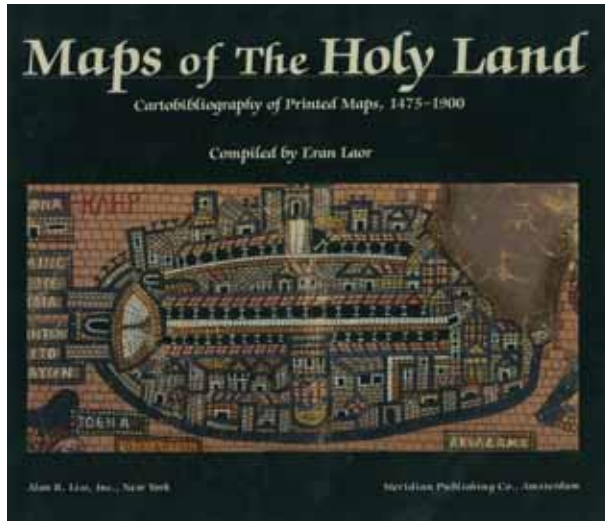 Maps of The Holy Land
Cartobibliography of Printed Maps, 1475–1900
Compiled by Eran Laor
ΚΛΗΡ
Alan R. Liss, Inc., New York
Meridian Publishing Co., Amsterdam